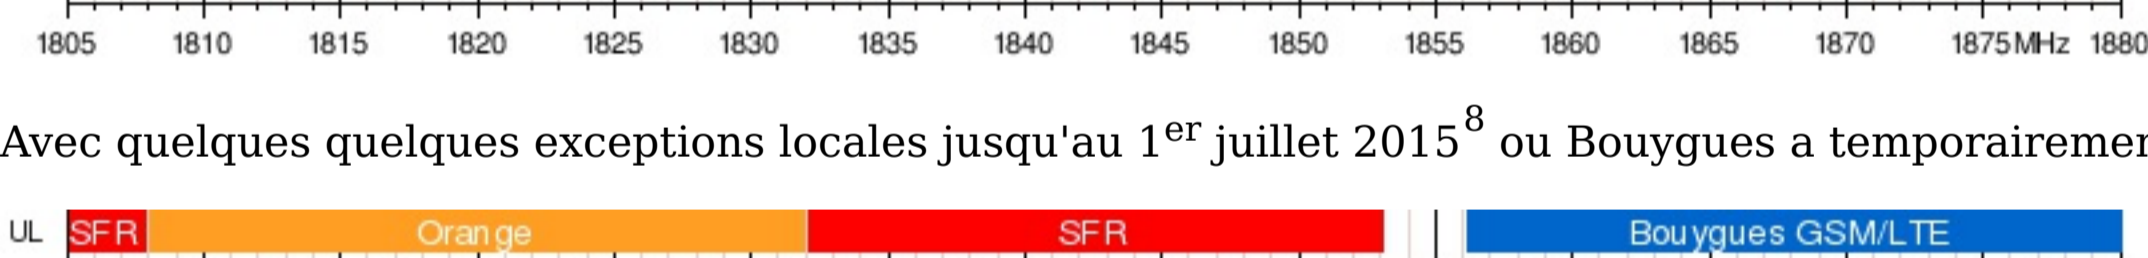 1805 1810 1815 1820 1825 1830 1835 1840 1845 1850 1855 1860 1865 1870 1875 MHz 1880
Avec quelques quelques exceptions locales jusqu'au 1er juillet 2015 8 ou Bouygues a
UL SFR Orange SFR Bouygues GSM/LTE